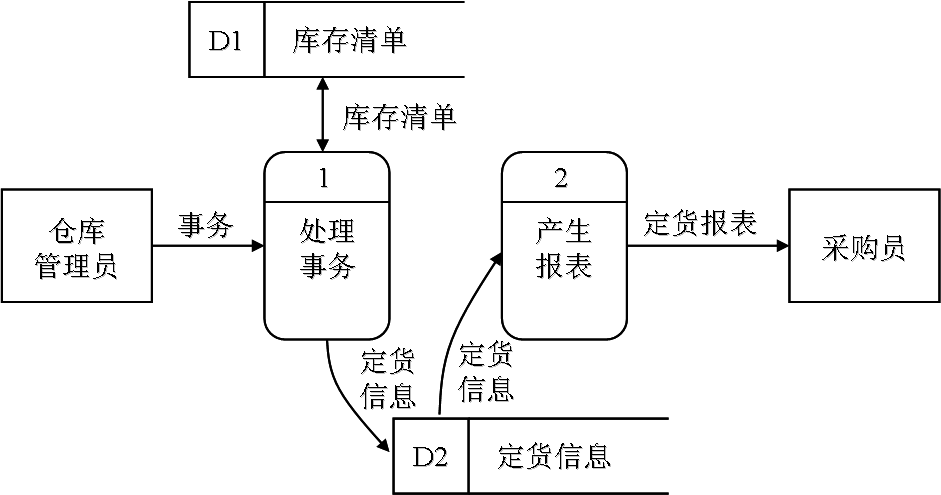 D1 库存清单
库存清单
仓库
管理员
事务
1
处理
事务
2
产生
报表
定货报表
采购员
定货
信息
定货
信息
D2 定货信息